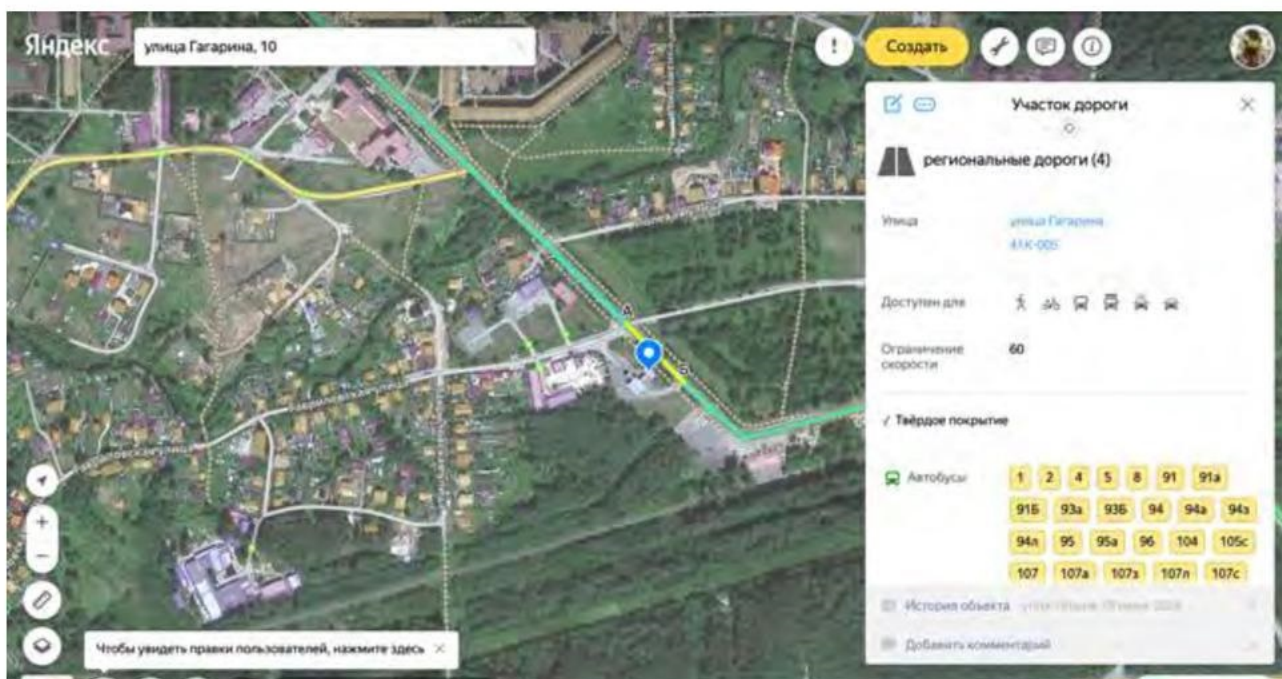 Яндекс
улица Гагарина, 10
!
Создать
Участок дороги
региональные дороги (4)
Улица
улица Гагарина
41К-005
Доступен для
Ограничение скорости
60
✓ Твёрдое покрытие
Автобусы
1 2 4 5 8 91 91а
91Б 93а 93Б 94 94а 94з
94л 95 95а 96 104 105с
107 107а 107з 107л 107с
История объекта
Добавить комментарий
А
Б
Гавриловская улица
Чтобы увидеть правки пользователей, нажмите здесь